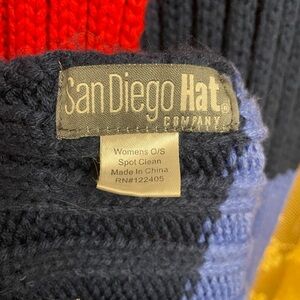 San Diego Hat®
COMPANY
Womens O/S
Spot Clean
Made In China
RN#122405